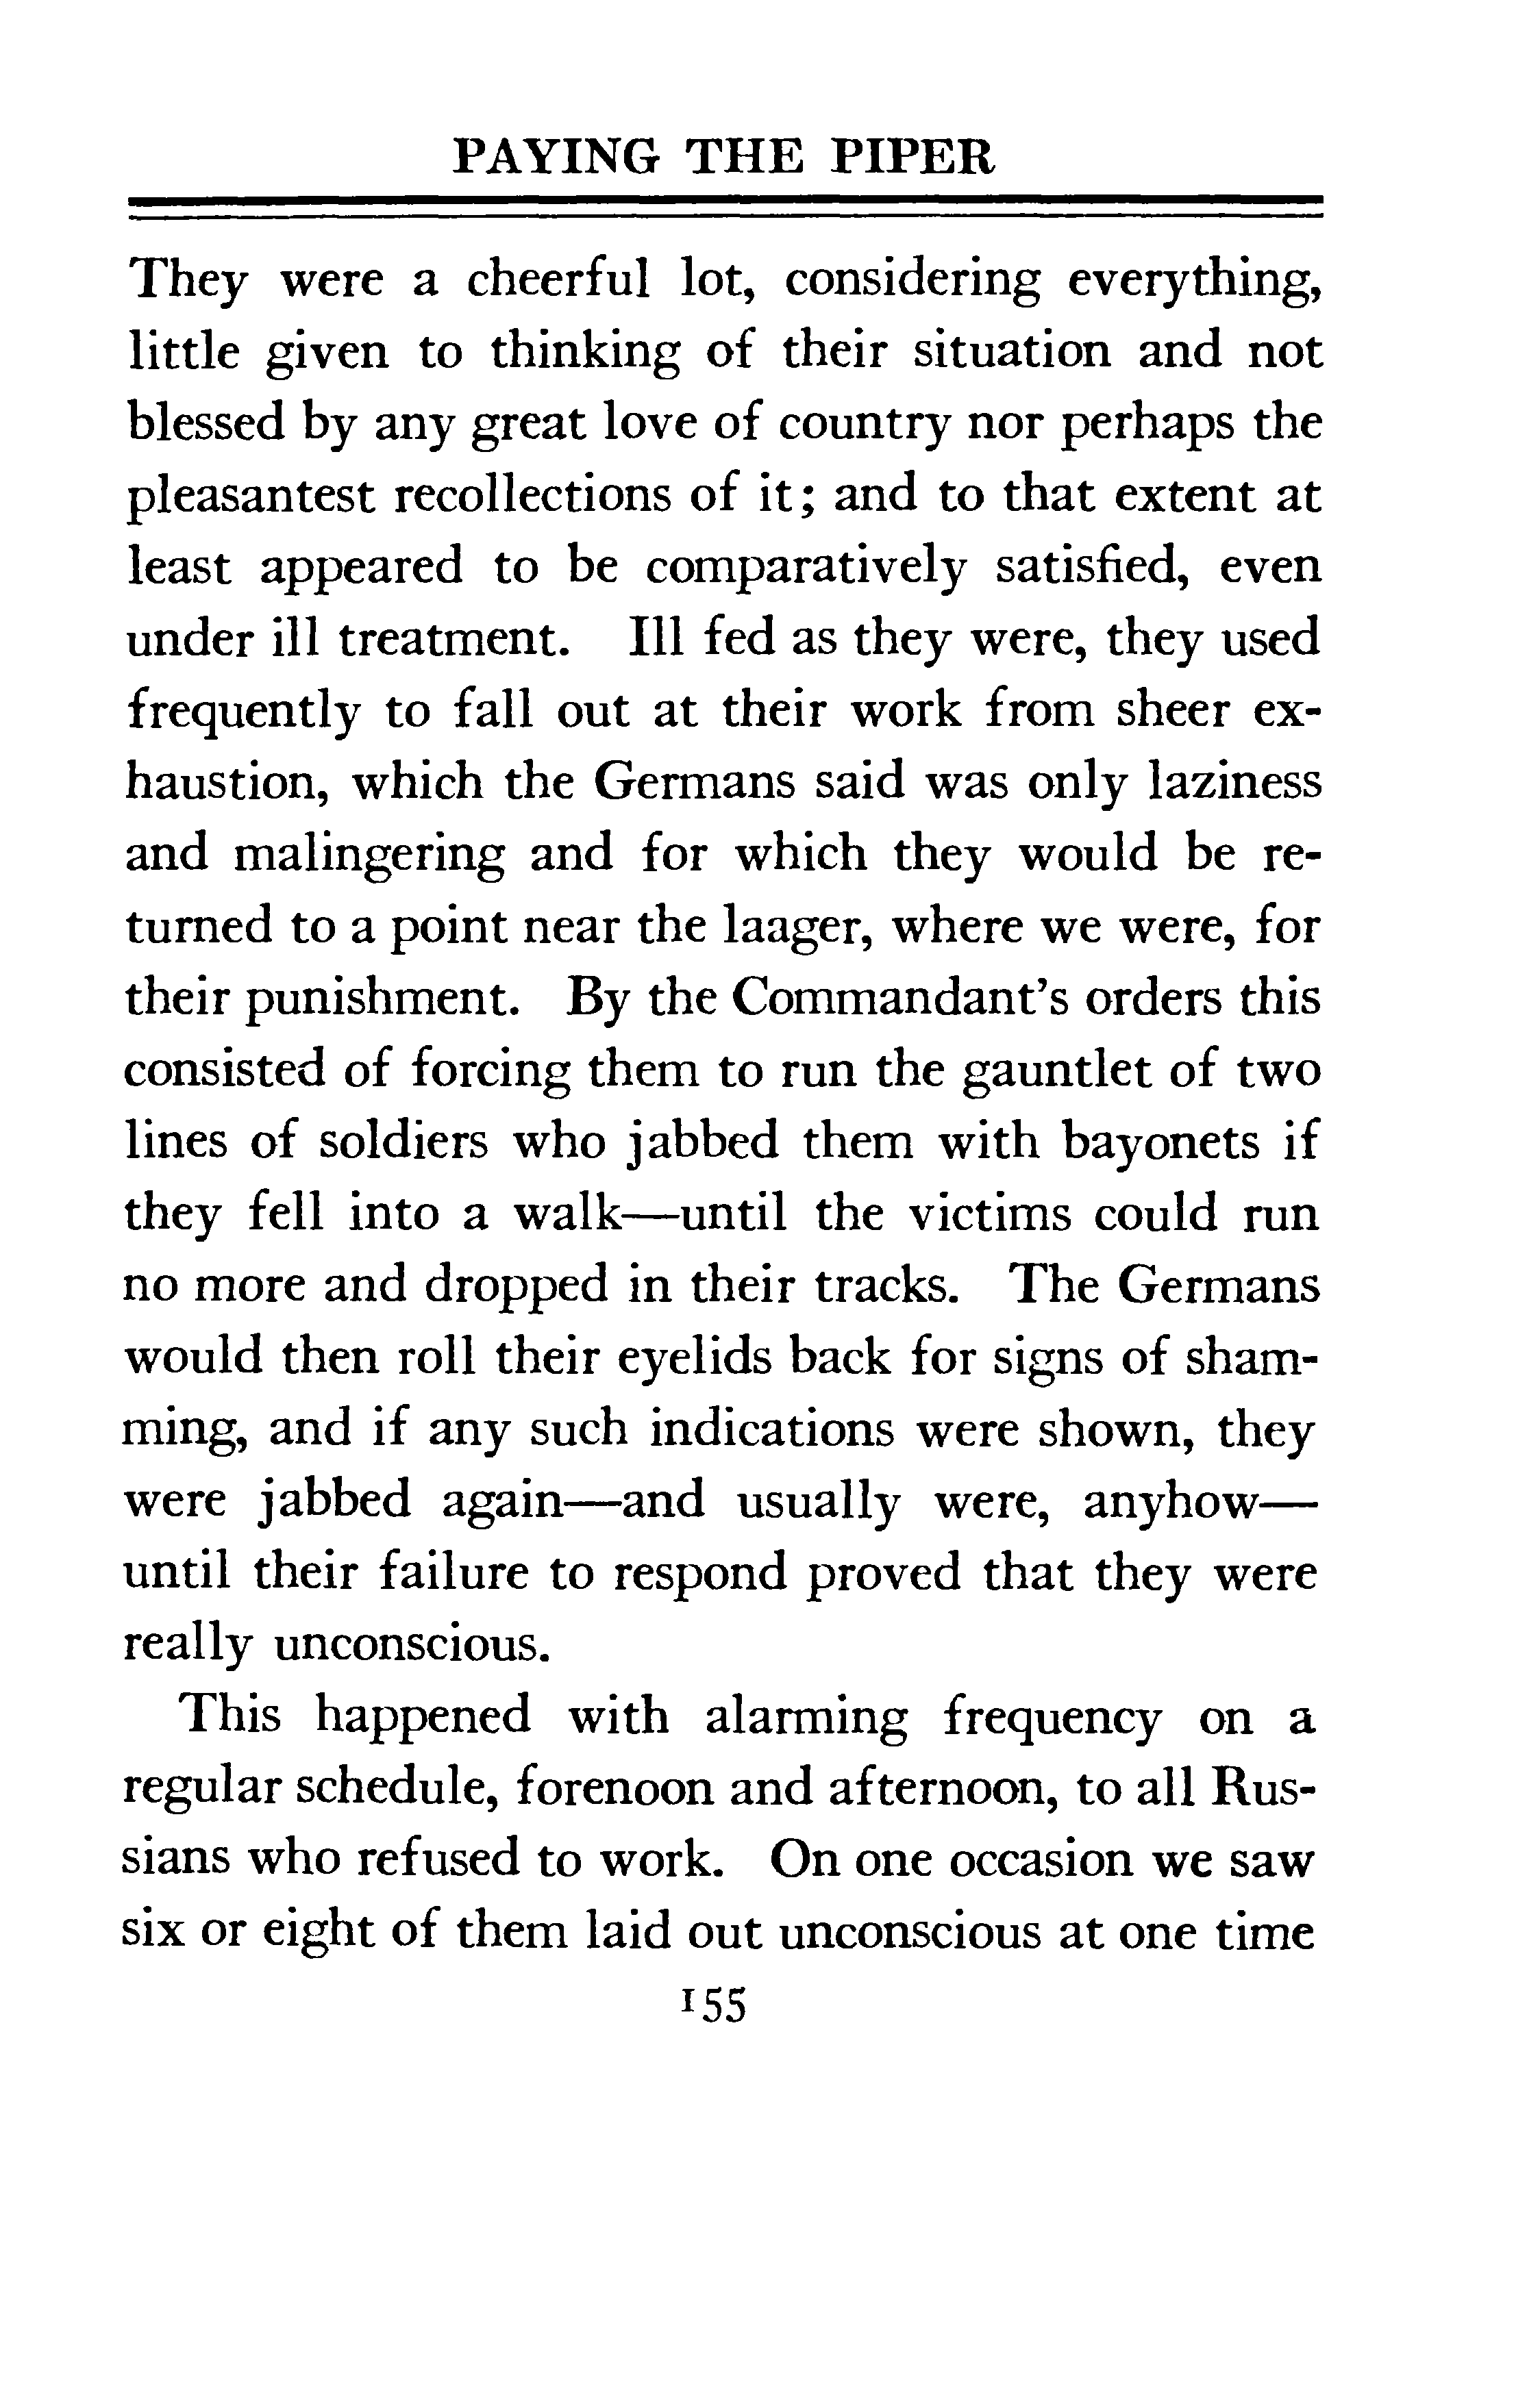 PAYING THE PIPER
They were a cheerful lot, considering everything,
little given to thinking of their situation and not
blessed by any great love of country nor perhaps the
pleasantest recollections of it; and to that extent at
least appeared to be comparatively satisfied, even
under ill treatment. Ill fed as they were, they used
frequently to fall out at their work from sheer ex-
haustion, which the Germans said was only laziness
and malingering and for which they would be re-
turned to a point near the laager, where we were, for
their punishment. By the Commandant's orders this
consisted of forcing them to run the gauntlet of two
lines of soldiers who jabbed them with bayonets if
they fell into a walk—until the victims could run
no more and dropped in their tracks. The Germans
would then roll their eyelids back for signs of sham-
ming, and if any such indications were shown, they
were jabbed again—and usually were, anyhow—
until their failure to respond proved that they were
really unconscious.
This happened with alarming frequency on a
regular schedule, forenoon and afternoon, to all Rus-
sians who refused to work. On one occasion we saw
six or eight of them laid out unconscious at one time
155